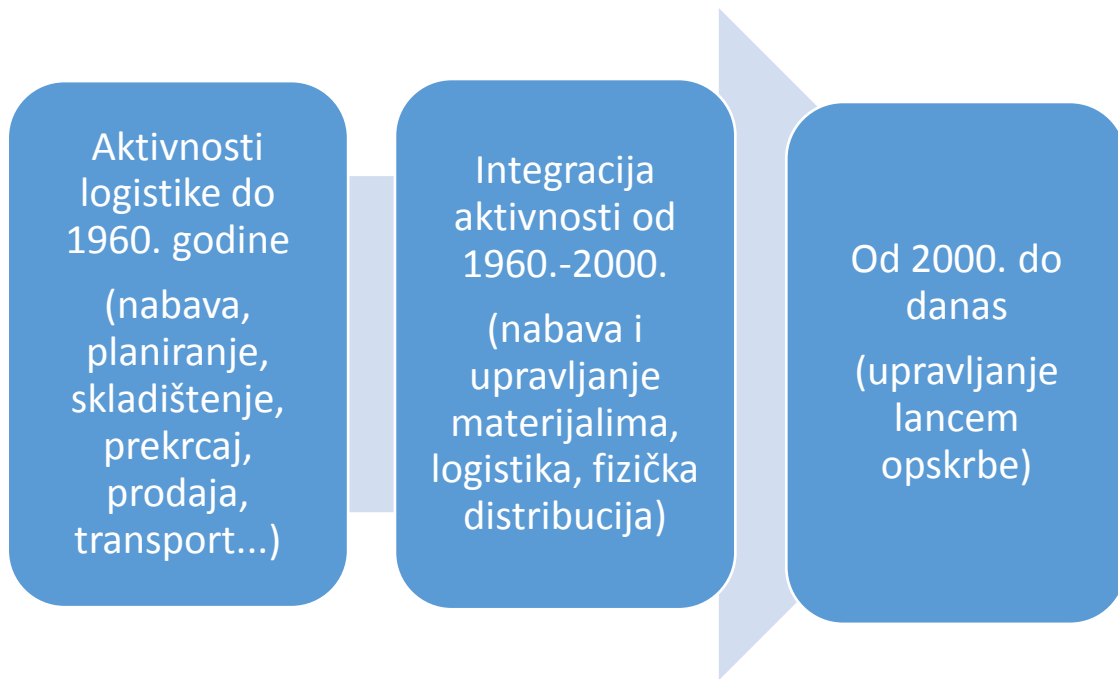 Aktivnosti
logistike do
1960. godine
(nabava,
planiranje,
skladištenje,
prekrcaj,
prodaja,
transport...)
Integracija
aktivnosti od
1960.-2000.
(nabava i
upravljanje
materijalima,
logistika, fizička
distribucija)
Od 2000. do
danas
(upravljanje
lancem
opskrbe)